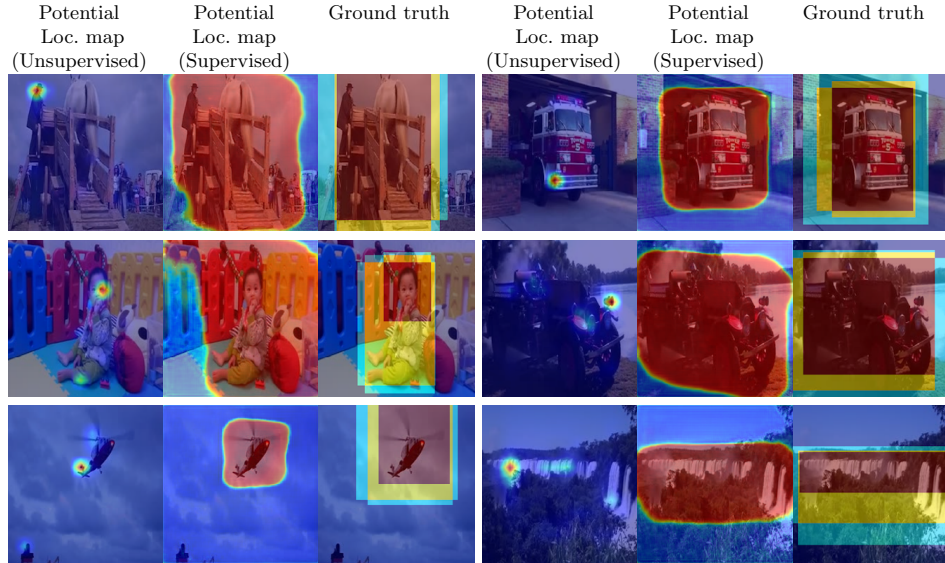 Potential
Loc. map
(Unsupervised)
Potential
Loc. map
(Supervised)
Ground truth
Potential
Loc. map
(Unsupervised)
Potential
Loc. map
(Supervised)
Ground truth